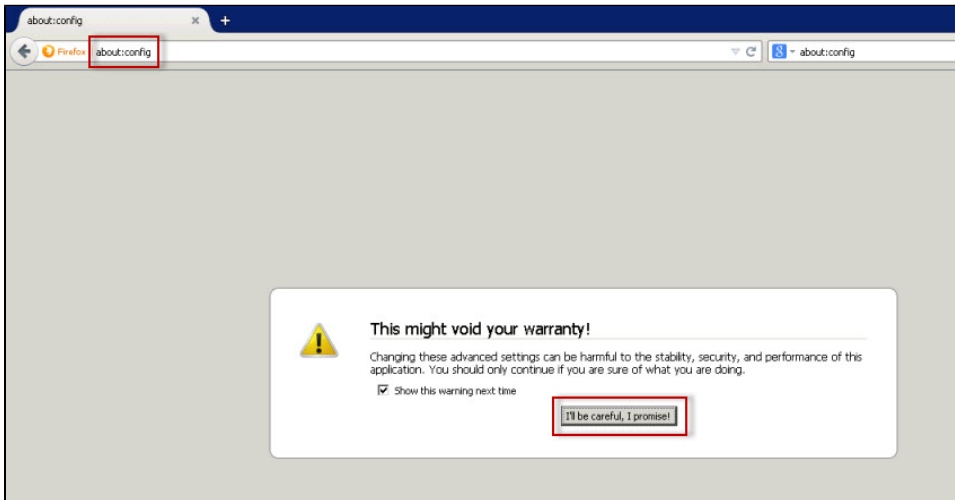 about:config
Firefox about:config
8 about:config
This might void your warranty!
Changing these advanced settings can be harmful to the stability, security, and performance of this
application. You should only continue if you are sure of what you are doing.
Show this warning next time
I'll be careful, I promise!